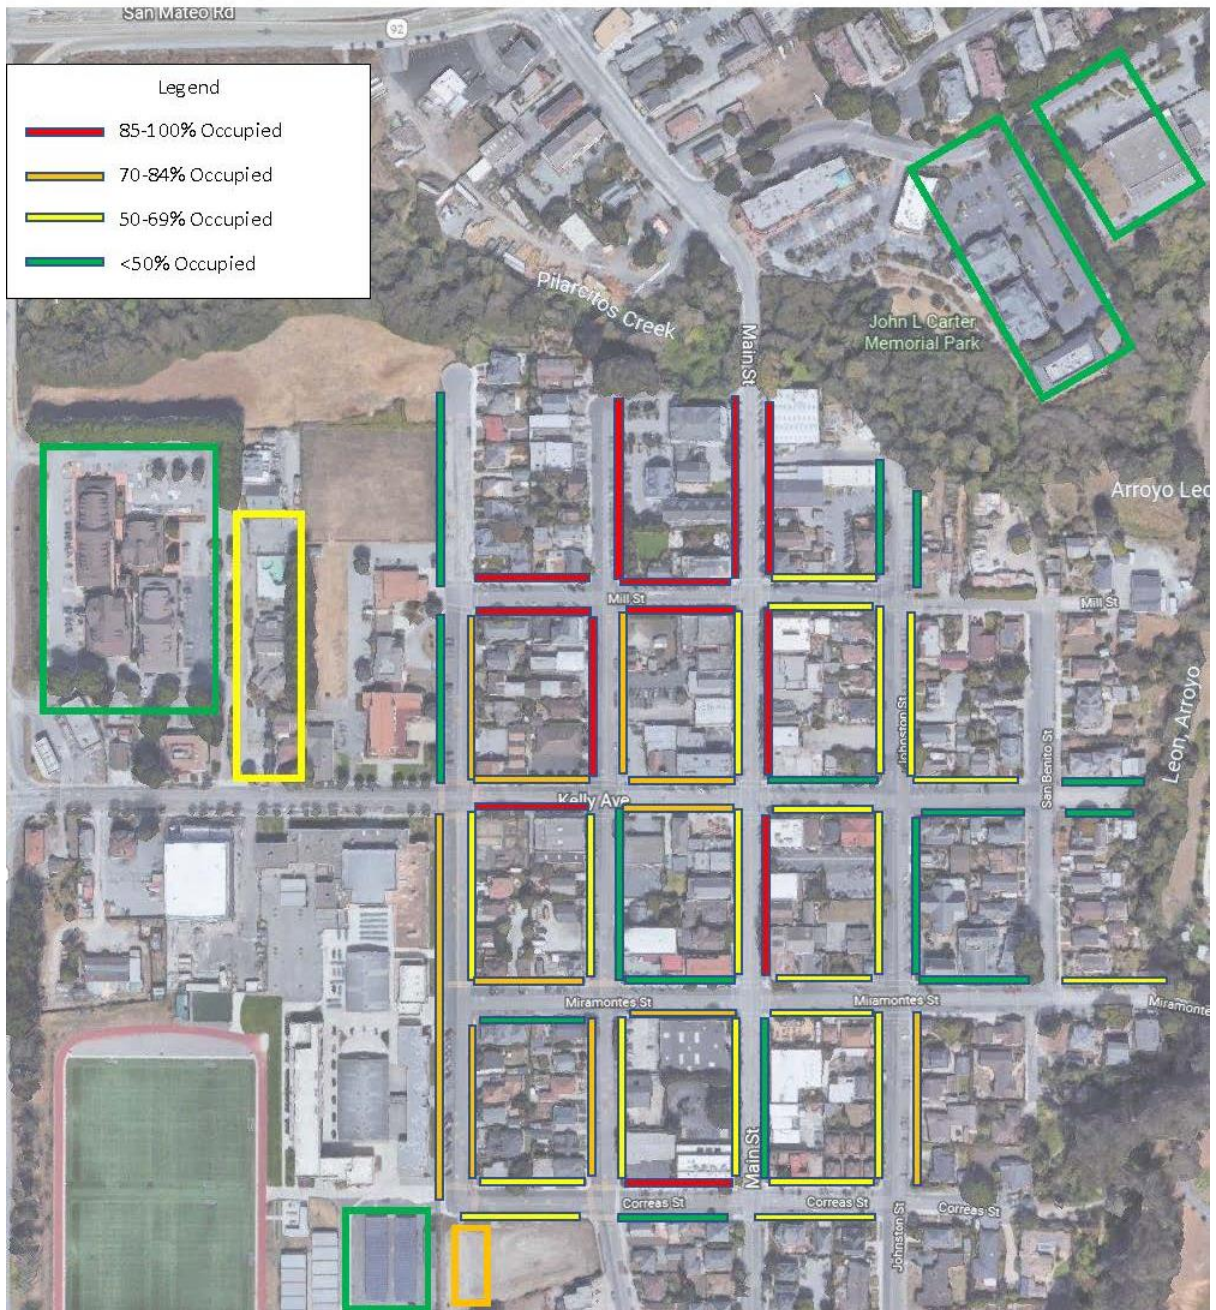 San Mateo Rd
92
Legend
85-100% Occupied
70-84% Occupied
50-69% Occupied
<50% Occupied
Pilarcitos Creek
Main St
John L Carter
Memorial Park
Arroyo Leo
Mill St
Mill St
Leon, Arroyo
Johnston St
San Benito St
Kelly Ave
Miramontes St
Miramontes St
Miramonte
Main St
Correas St
Correas St
Correas St
Johnston St